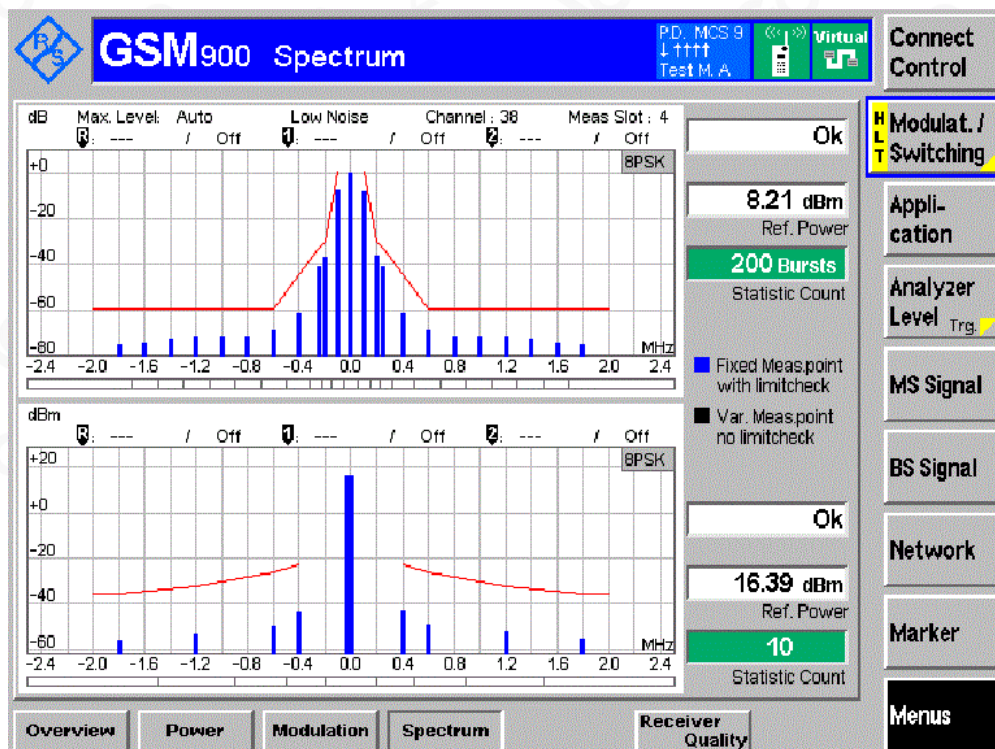 R/S
GSM900 Spectrum
P.D. MCS 9
↓ ↑↑↑↑
Test M. A
Virtual
Connect Control
dB Max. Level: Auto Low Noise Channel : 38 Meas Slot : 4
R : --- / Off 1 : --- / Off 2 : --- / Off
8PSK
+0
-20
-40
-60
-80
MHz
-2.4 -2.0 -1.6 -1.2 -0.8 -0.4 0.0 0.4 0.8 1.2 1.6 2.0 2.4
Ok
8.21 dBm
Ref. Power
200 Bursts
Statistic Count
Fixed Meas.point
with limitcheck
Var. Meas.point
no limitcheck
dBm
R : --- / Off 1 : --- / Off 2 : --- / Off
8PSK
+20
+0
-20
-40
-60
MHz
-2.4 -2.0 -1.6 -1.2 -0.8 -0.4 0.0 0.4 0.8 1.2 1.6 2.0 2.4
Ok
16.39 dBm
Ref. Power
10
Statistic Count
HLT
Modulat. /
Switching
Appli-
cation
Analyzer
Level Trg.
MS Signal
BS Signal
Network
Marker
Menus
Overview
Power
Modulation
Spectrum
Receiver
Quality